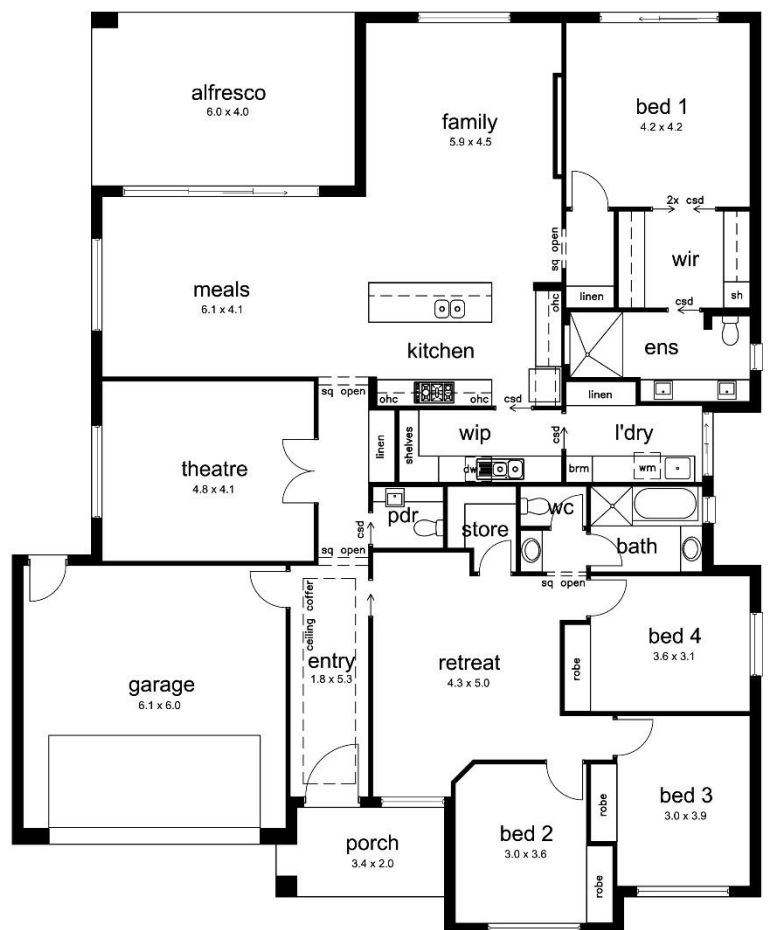 alfresco
6.0 x 4.0
family
5.9 x 4.5
bed 1
4.2 x 4.2
2x csd
sq open
wir
linen
sh
csd
meals
6.1 x 4.1
ohc
kitchen
ens
sq open
ohc
ohc
csd
linen
theatre
4.8 x 4.1
linen
shelves
wip
csd
l'dry
dw
brm
wm
pdr
csd
store
wc
bath
sq open
sq open
ceiling coffer
entry
1.8 x 5.3
retreat
4.3 x 5.0
bed 4
3.6 x 3.1
robe
garage
6.1 x 6.0
bed 3
3.0 x 3.9
robe
porch
3.4 x 2.0
bed 2
3.0 x 3.6
robe